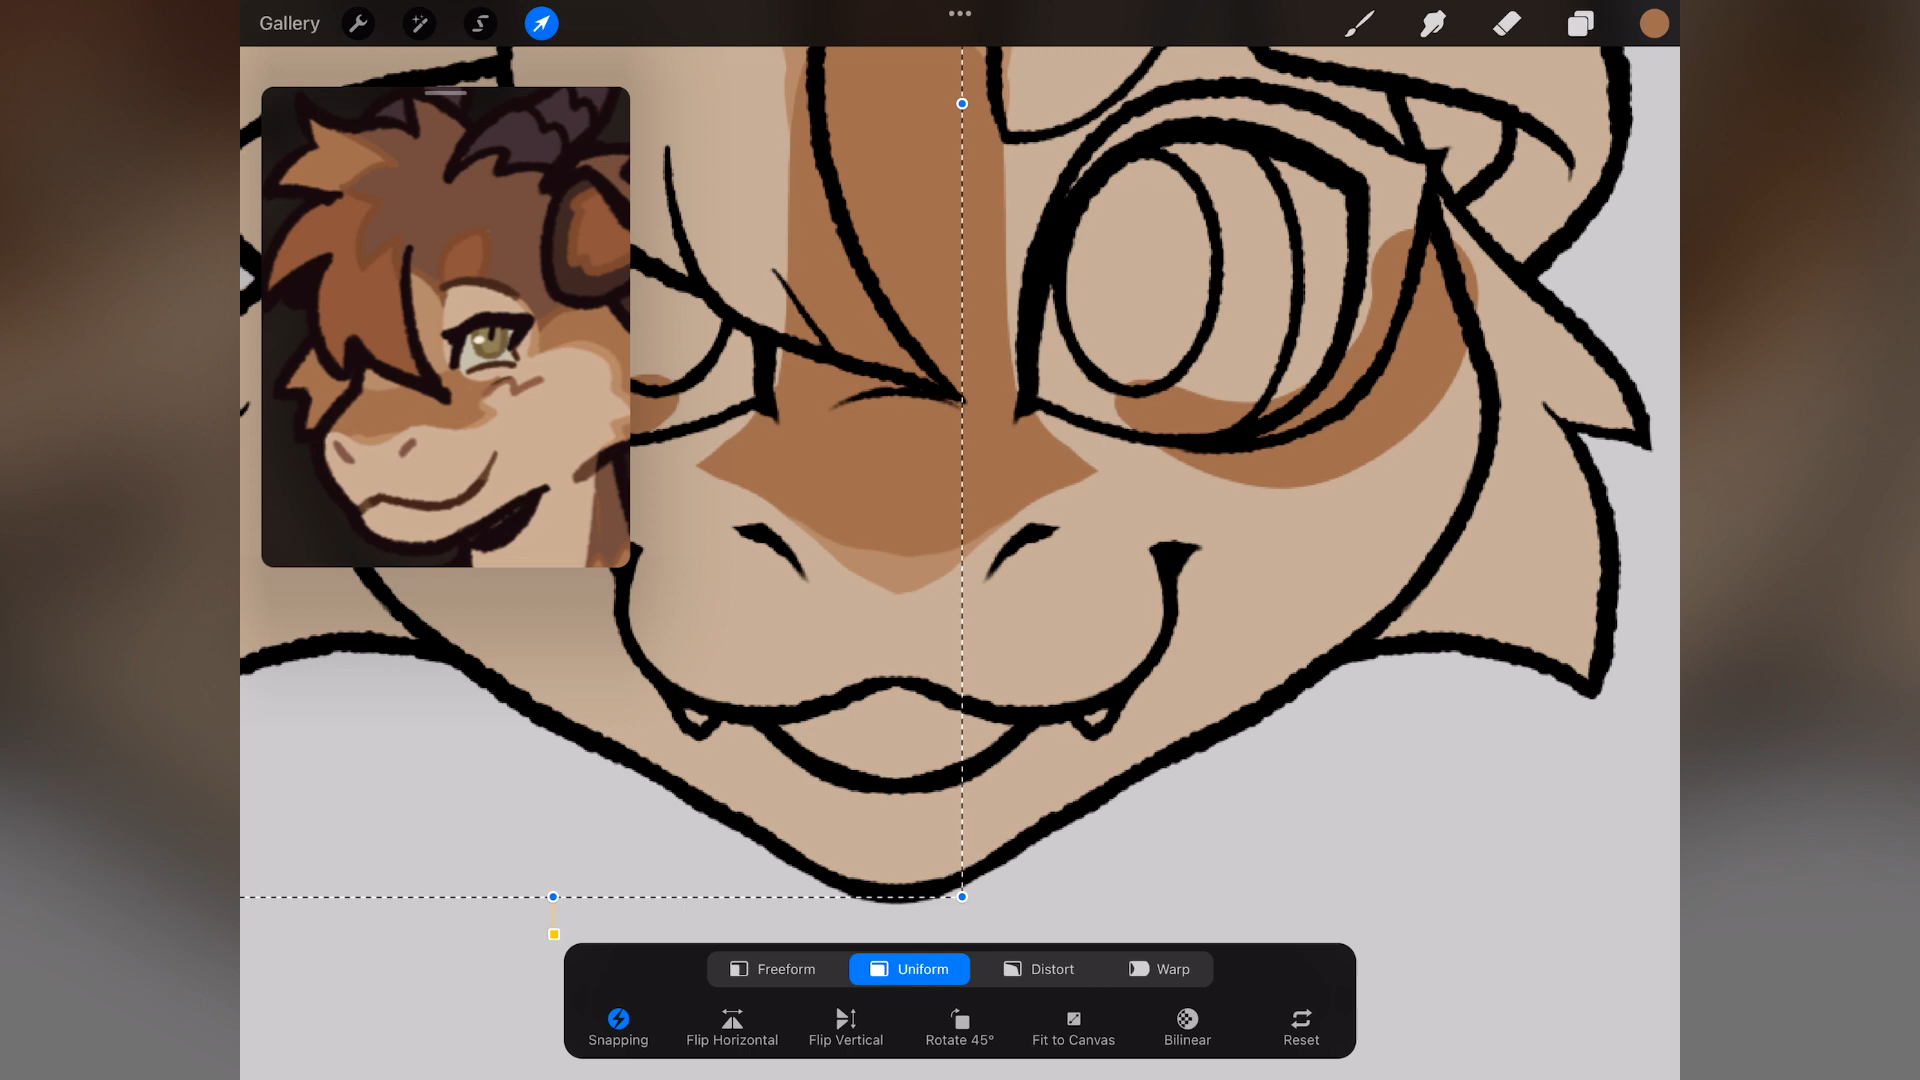 Gallery
Freeform
Uniform
Distort
Warp
Snapping
Flip Horizontal
Flip Vertical
Rotate 45°
Fit to Canvas
Bilinear
Reset